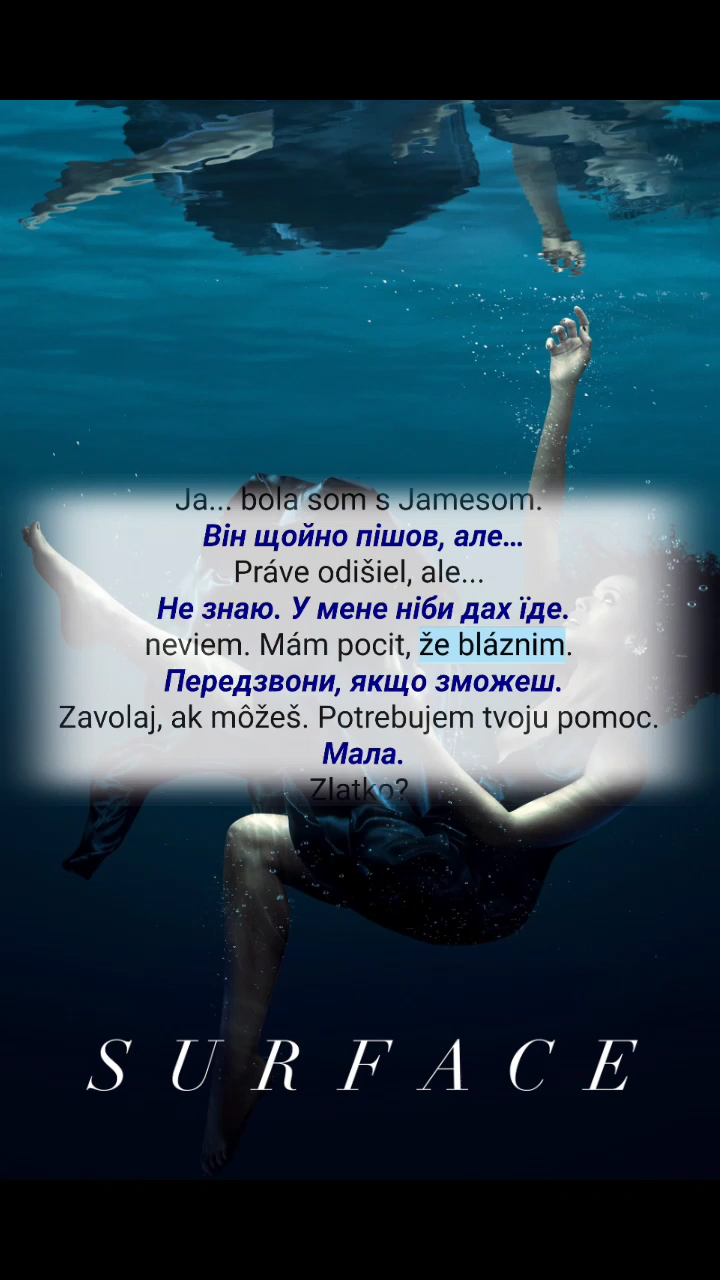 Ja... bola som s Jamesom.
Він щойно пішов, але...
Práve odišiel, ale...
Не знаю. У мене ніби дах їде.
neviem. Mám pocit, že bláznim.
Передзвони, якщо зможеш.
Zavolaj, ak môžeš. Potrebujem tvoju pomoc.
Мала.
Zlatko?
SURFACE